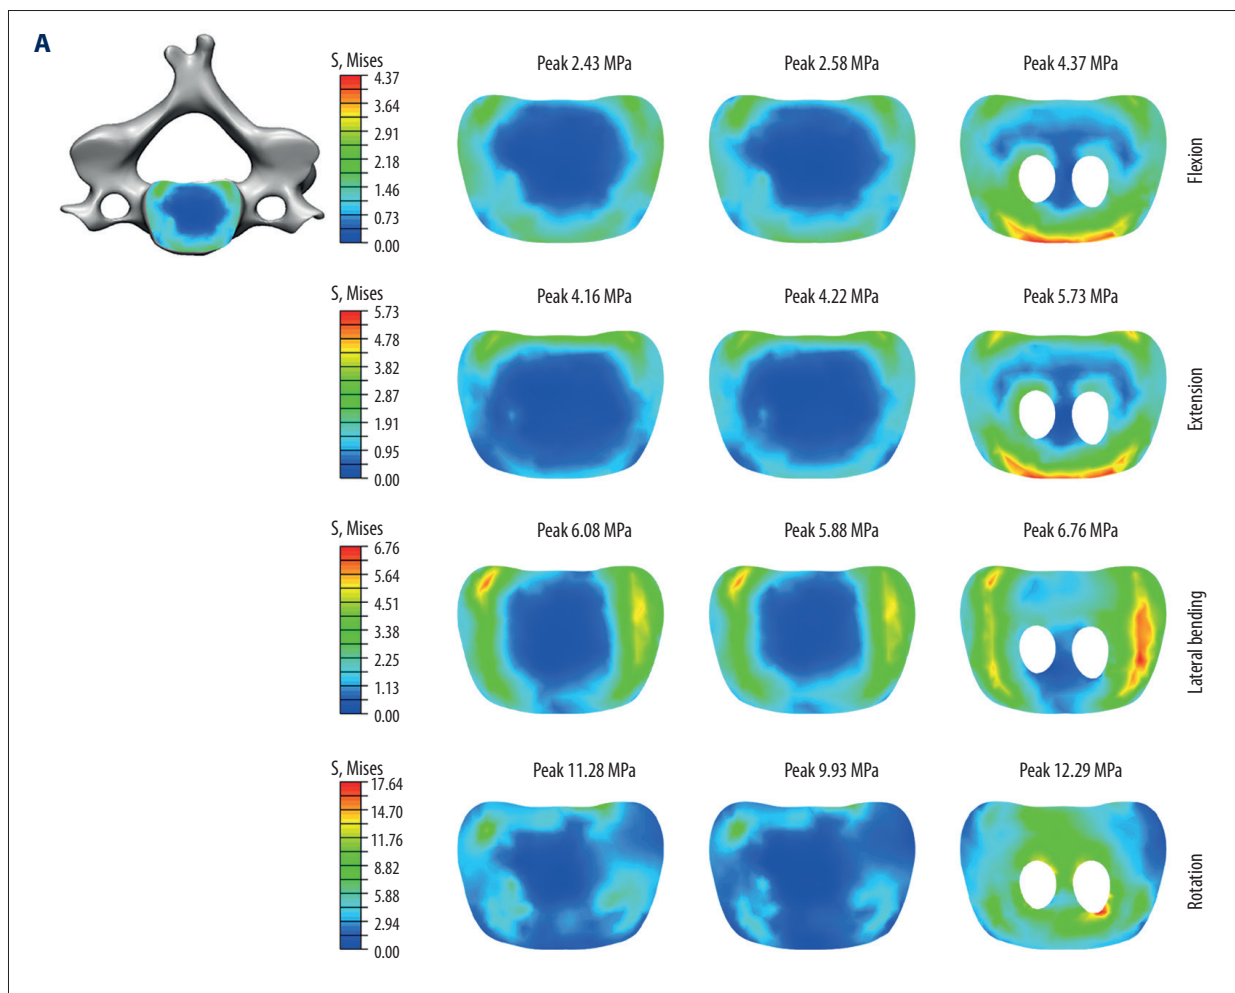 A
S, Mises
4.37
3.64
2.91
2.18
1.46
0.73
0.00
Peak 2.43 MPa
Peak 2.58 MPa
Peak 4.37 MPa
Flexion
S, Mises
5.73
4.78
3.82
2.87
1.91
0.95
0.00
Peak 4.16 MPa
Peak 4.22 MPa
Peak 5.73 MPa
Extension
S, Mises
6.76
5.64
4.51
3.38
2.25
1.13
0.00
Peak 6.08 MPa
Peak 5.88 MPa
Peak 6.76 MPa
Lateral bending
S, Mises
17.64
14.70
11.76
8.82
5.88
2.94
0.00
Peak 11.28 MPa
Peak 9.93 MPa
Peak 12.29 MPa
Rotation